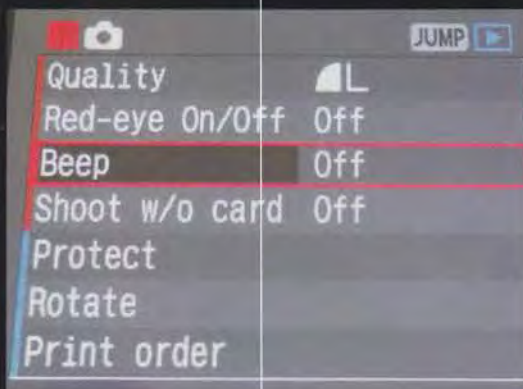 JUMP
Quality L
Red-eye On/Off Off
Beep Off
Shoot w/o card Off
Protect
Rotate
Print order